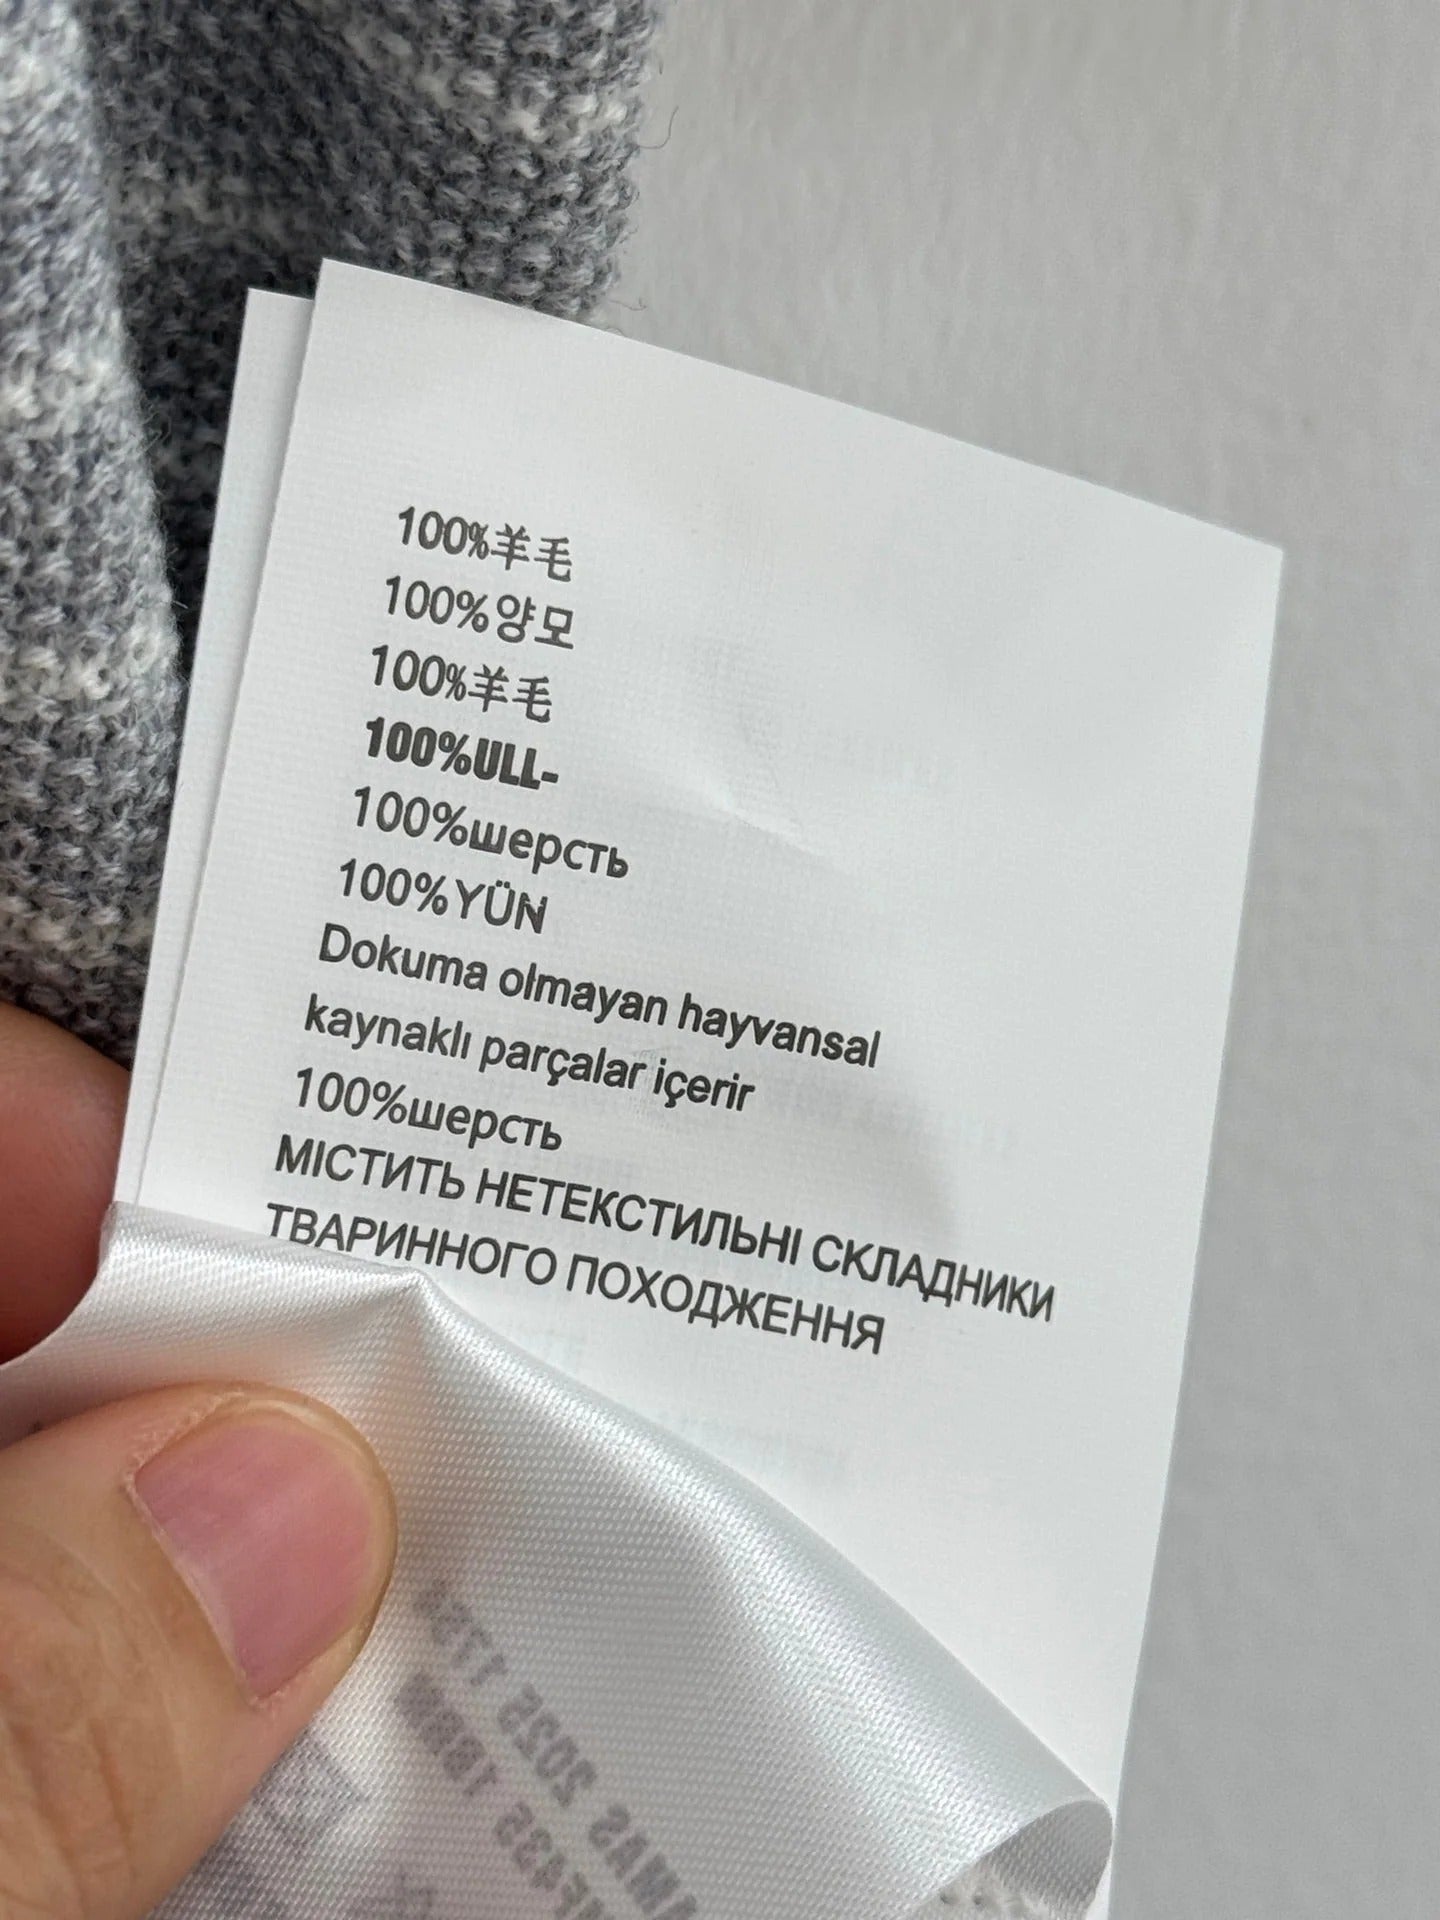 100%羊毛
100%양모
100%羊毛
100%ULL-
100%шерсть
100%YÜN
Dokuma olmayan hayvansal
kaynaklı parçalar içerir
100%шерсть
МІСТИТЬ НЕТЕКСТИЛЬНІ СКЛАДНИКИ
ТВАРИННОГО ПОХОДЖЕННЯ
2025